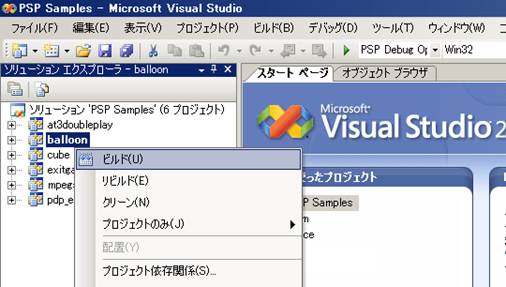 PSP Samples - Microsoft Visual Studio
ファイル(F) 編集(E) 表示(V) プロジェクト(P) ビルド(B) デバッグ(D) ツール(T) ウィンドウ(W)
PSP Debug Op Win32
ソリューション エクスプローラ - balloon
スタート ページ オブジェクト ブラウザ
ソリューション 'PSP Samples' (6 プロジェクト)
at3doubleplay
balloon
cube
mpeg
pdp_e
Microsoft
Visual Studio 2
ビルド(U)
リビルド(E)
クリーン(N)
プロジェクトのみ(J)
配置(Y)
プロジェクト依存関係(S)...
ったプロジェクト
P Samples
m
ce